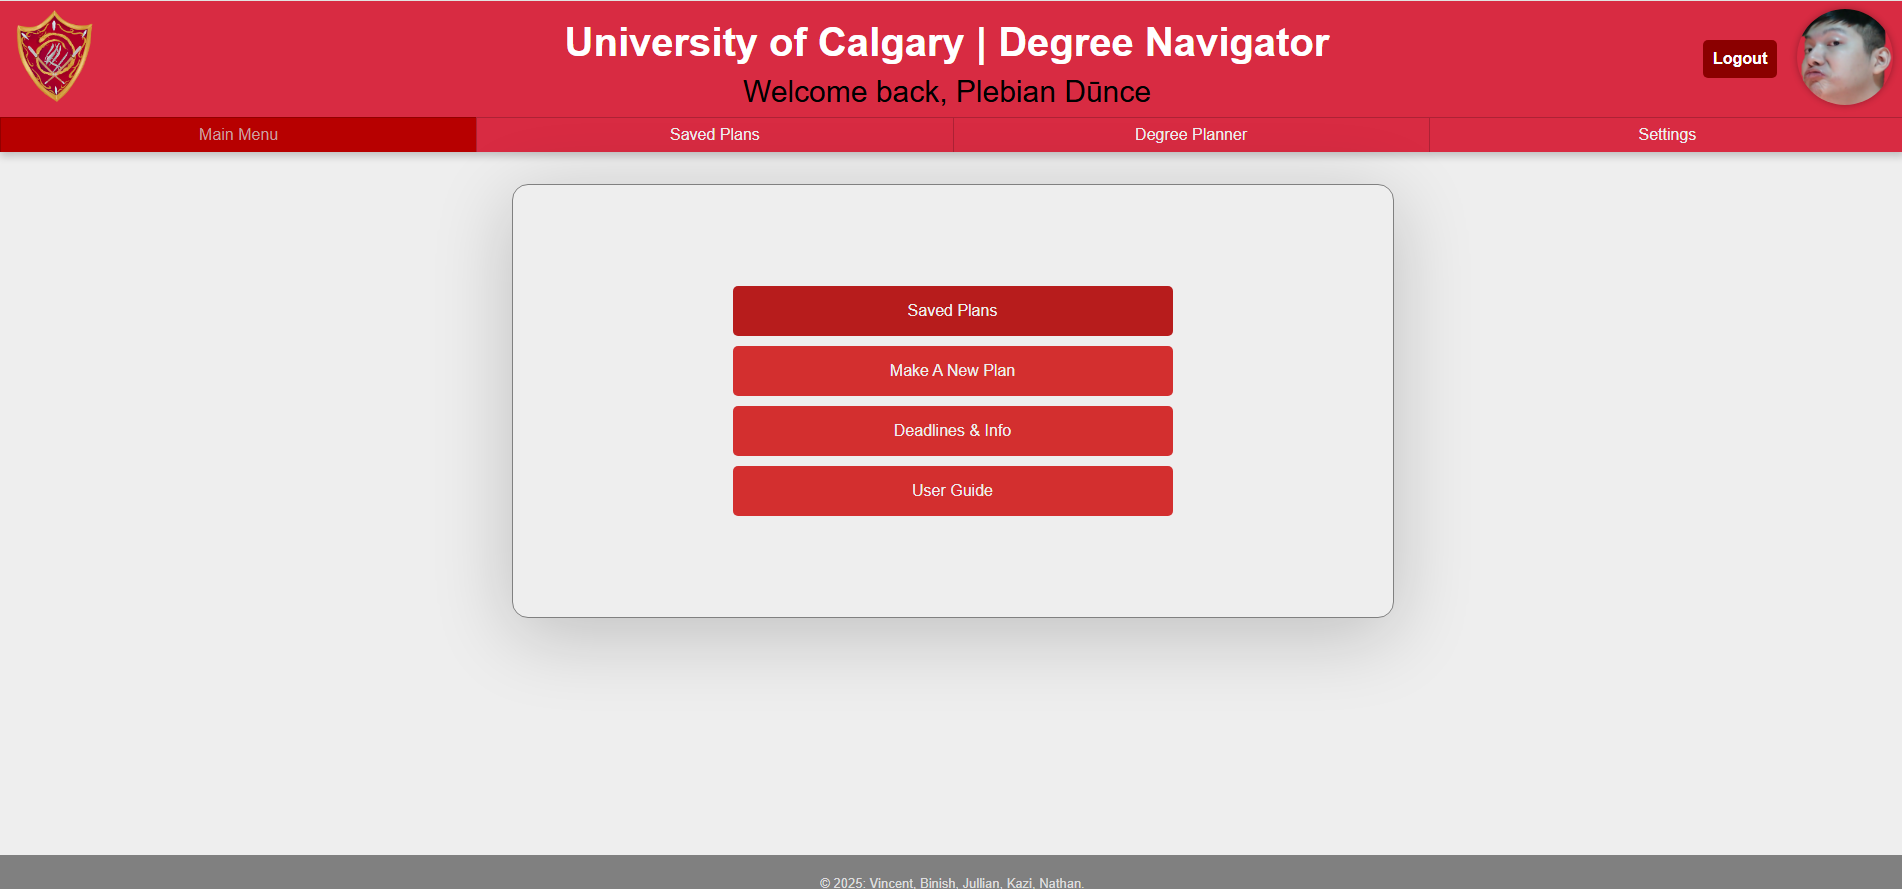 University of Calgary | Degree Navigator
Welcome back, Plebian Dūnce
Logout
Main Menu
Saved Plans
Degree Planner
Settings
Saved Plans
Make A New Plan
Deadlines & Info
User Guide
© 2025: Vincent, Binish, Jullian, Kazi, Nathan.